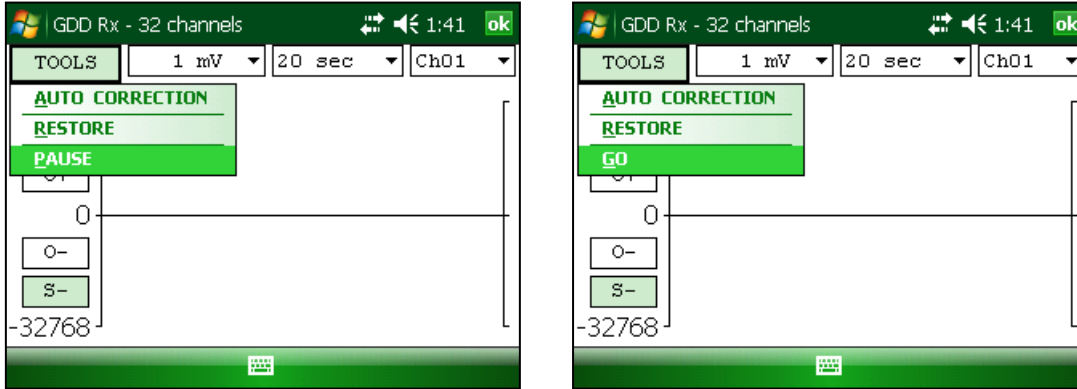 GDD Rx - 32 channels 1:41 ok
TOOLS 1 mV 20 sec Ch01
AUTO CORRECTION
RESTORE
PAUSE
0
O-
S-
-32768
GDD Rx - 32 channels 1:41 ok
TOOLS 1 mV 20 sec Ch01
AUTO CORRECTION
RESTORE
GO
0
O-
S-
-32768